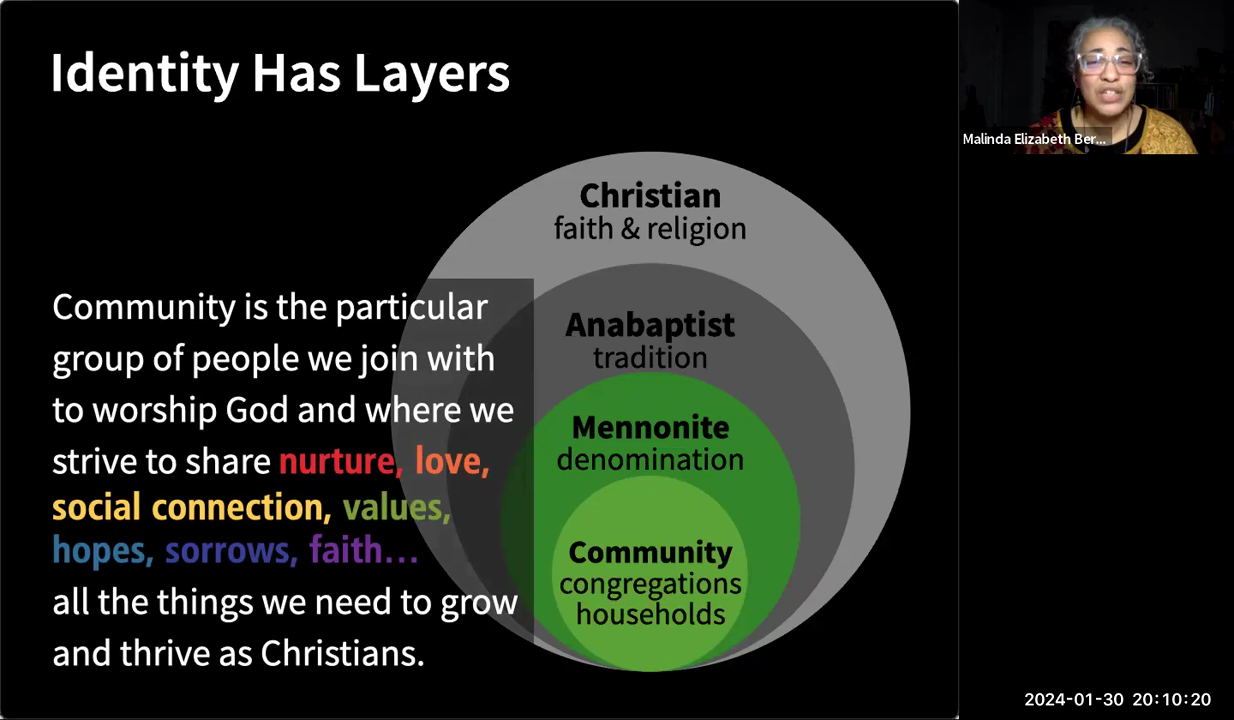 Identity Has Layers
Malinda Elizabeth Ber...
Christian
faith & religion
Anabaptist
tradition
Mennonite
denomination
Community
congregations
households
Community is the particular
group of people we join with
to worship God and where we
strive to share nurture, love,
social connection, values,
hopes, sorrows, faith...
all the things we need to grow
and thrive as Christians.
2024-01-30 20:10:20